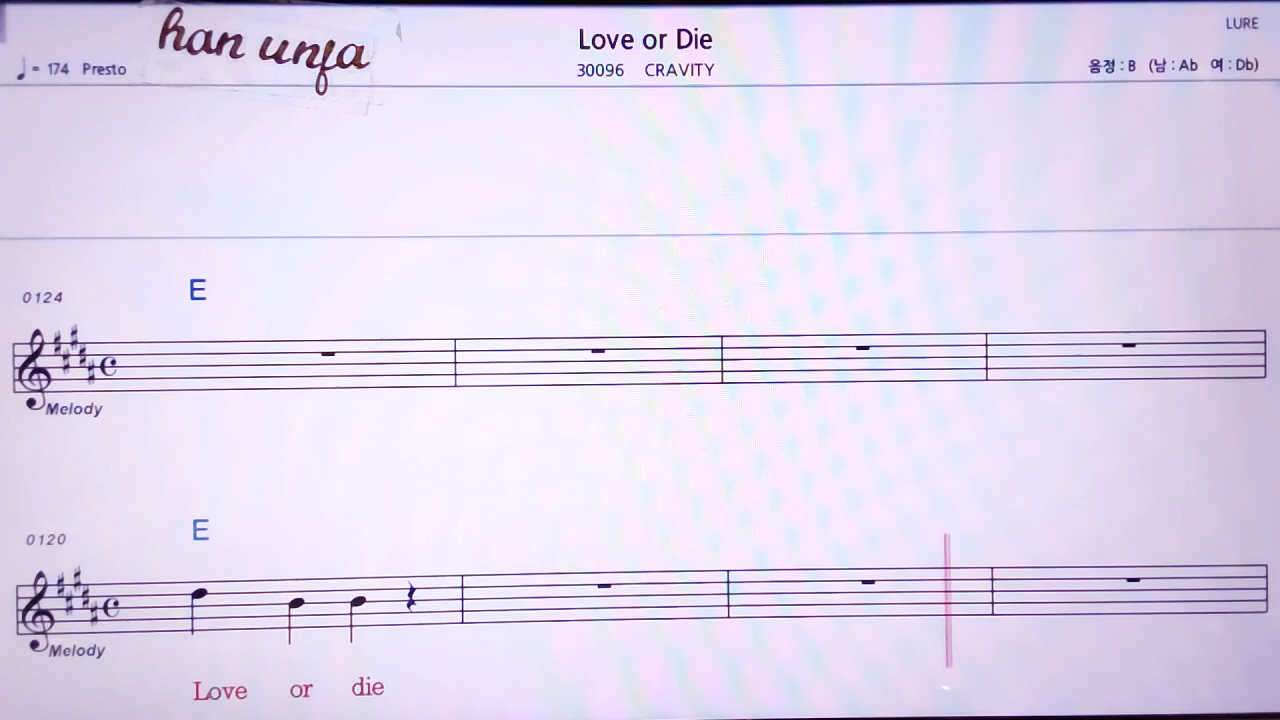 han unfa
Love or Die
LURE
♩= 174 Presto
30096 CRAVITY
음정 : B (남 : Ab 여 : Db)
0124
E
Melody
0120
E
Melody
Love or die